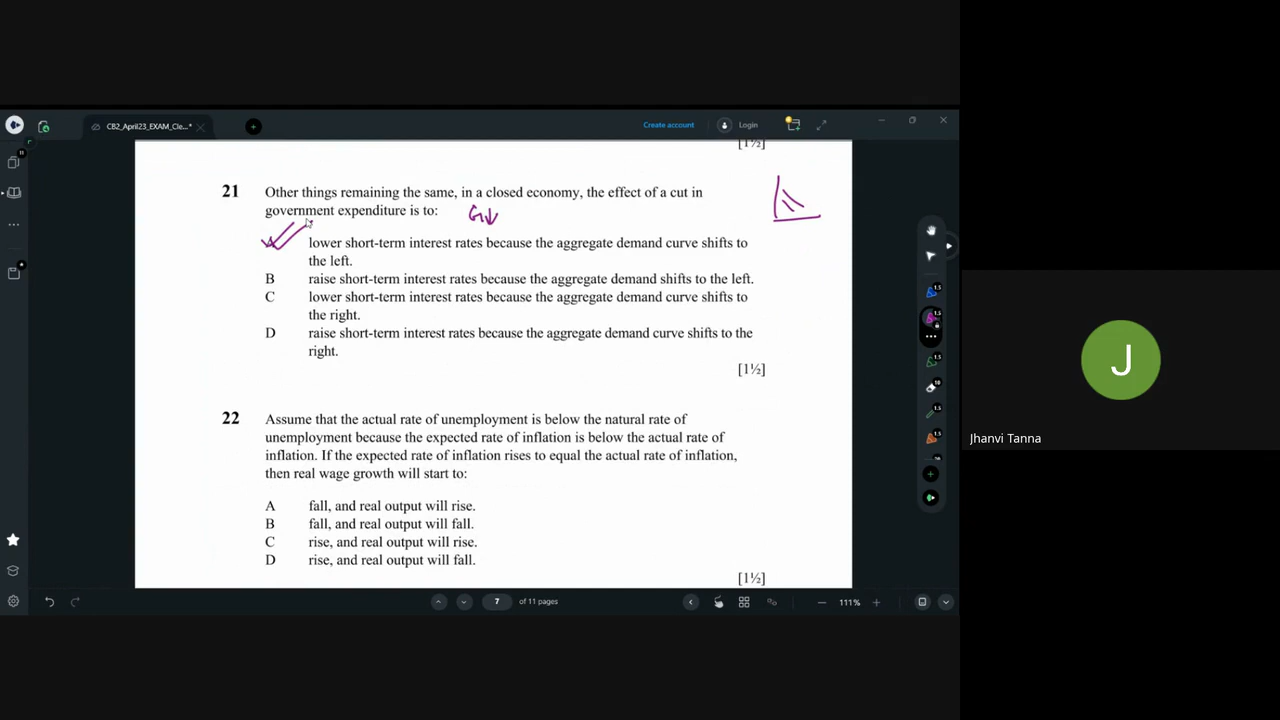 CB2_April23_EXAM_Cle...*
Create account
Login
[1½]
21 Other things remaining the same, in a closed economy, the effect of a cut in
government expenditure is to:
G↓
A lower short-term interest rates because the aggregate demand curve shifts to
the left.
B raise short-term interest rates because the aggregate demand shifts to the left.
C lower short-term interest rates because the aggregate demand curve shifts to
the right.
D raise short-term interest rates because the aggregate demand curve shifts to the
right.
[1½]
22 Assume that the actual rate of unemployment is below the natural rate of
unemployment because the expected rate of inflation is below the actual rate of
inflation. If the expected rate of inflation rises to equal the actual rate of inflation,
then real wage growth will start to:
A fall, and real output will rise.
B fall, and real output will fall.
C rise, and real output will rise.
D rise, and real output will fall.
[1½]
7 of 11 pages
111%
J
Jhanvi Tanna